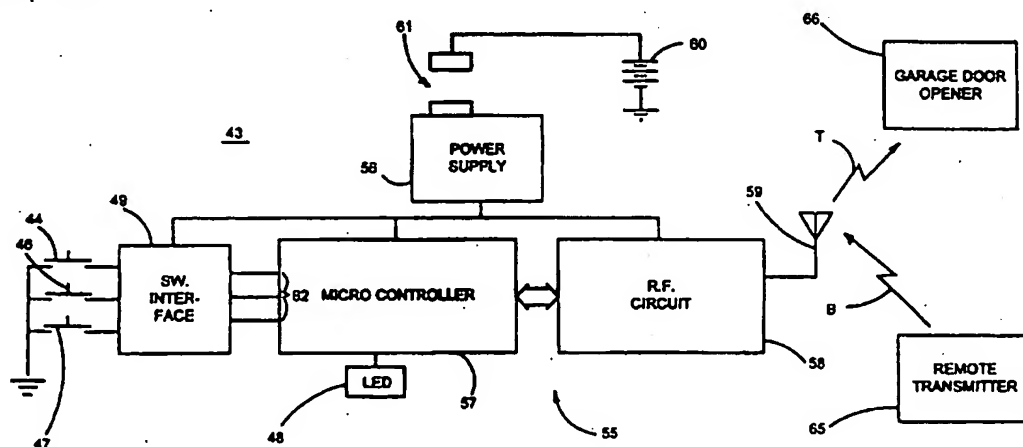 61
60
66
GARAGE DOOR
OPENER
43
POWER
SUPPLY
56
T
59
49
44
46
SW.
INTER-
FACE
62
MICRO CONTROLLER
R.F.
CIRCUIT
B
58
REMOTE
TRANSMITTER
65
LED
57
48
55
47